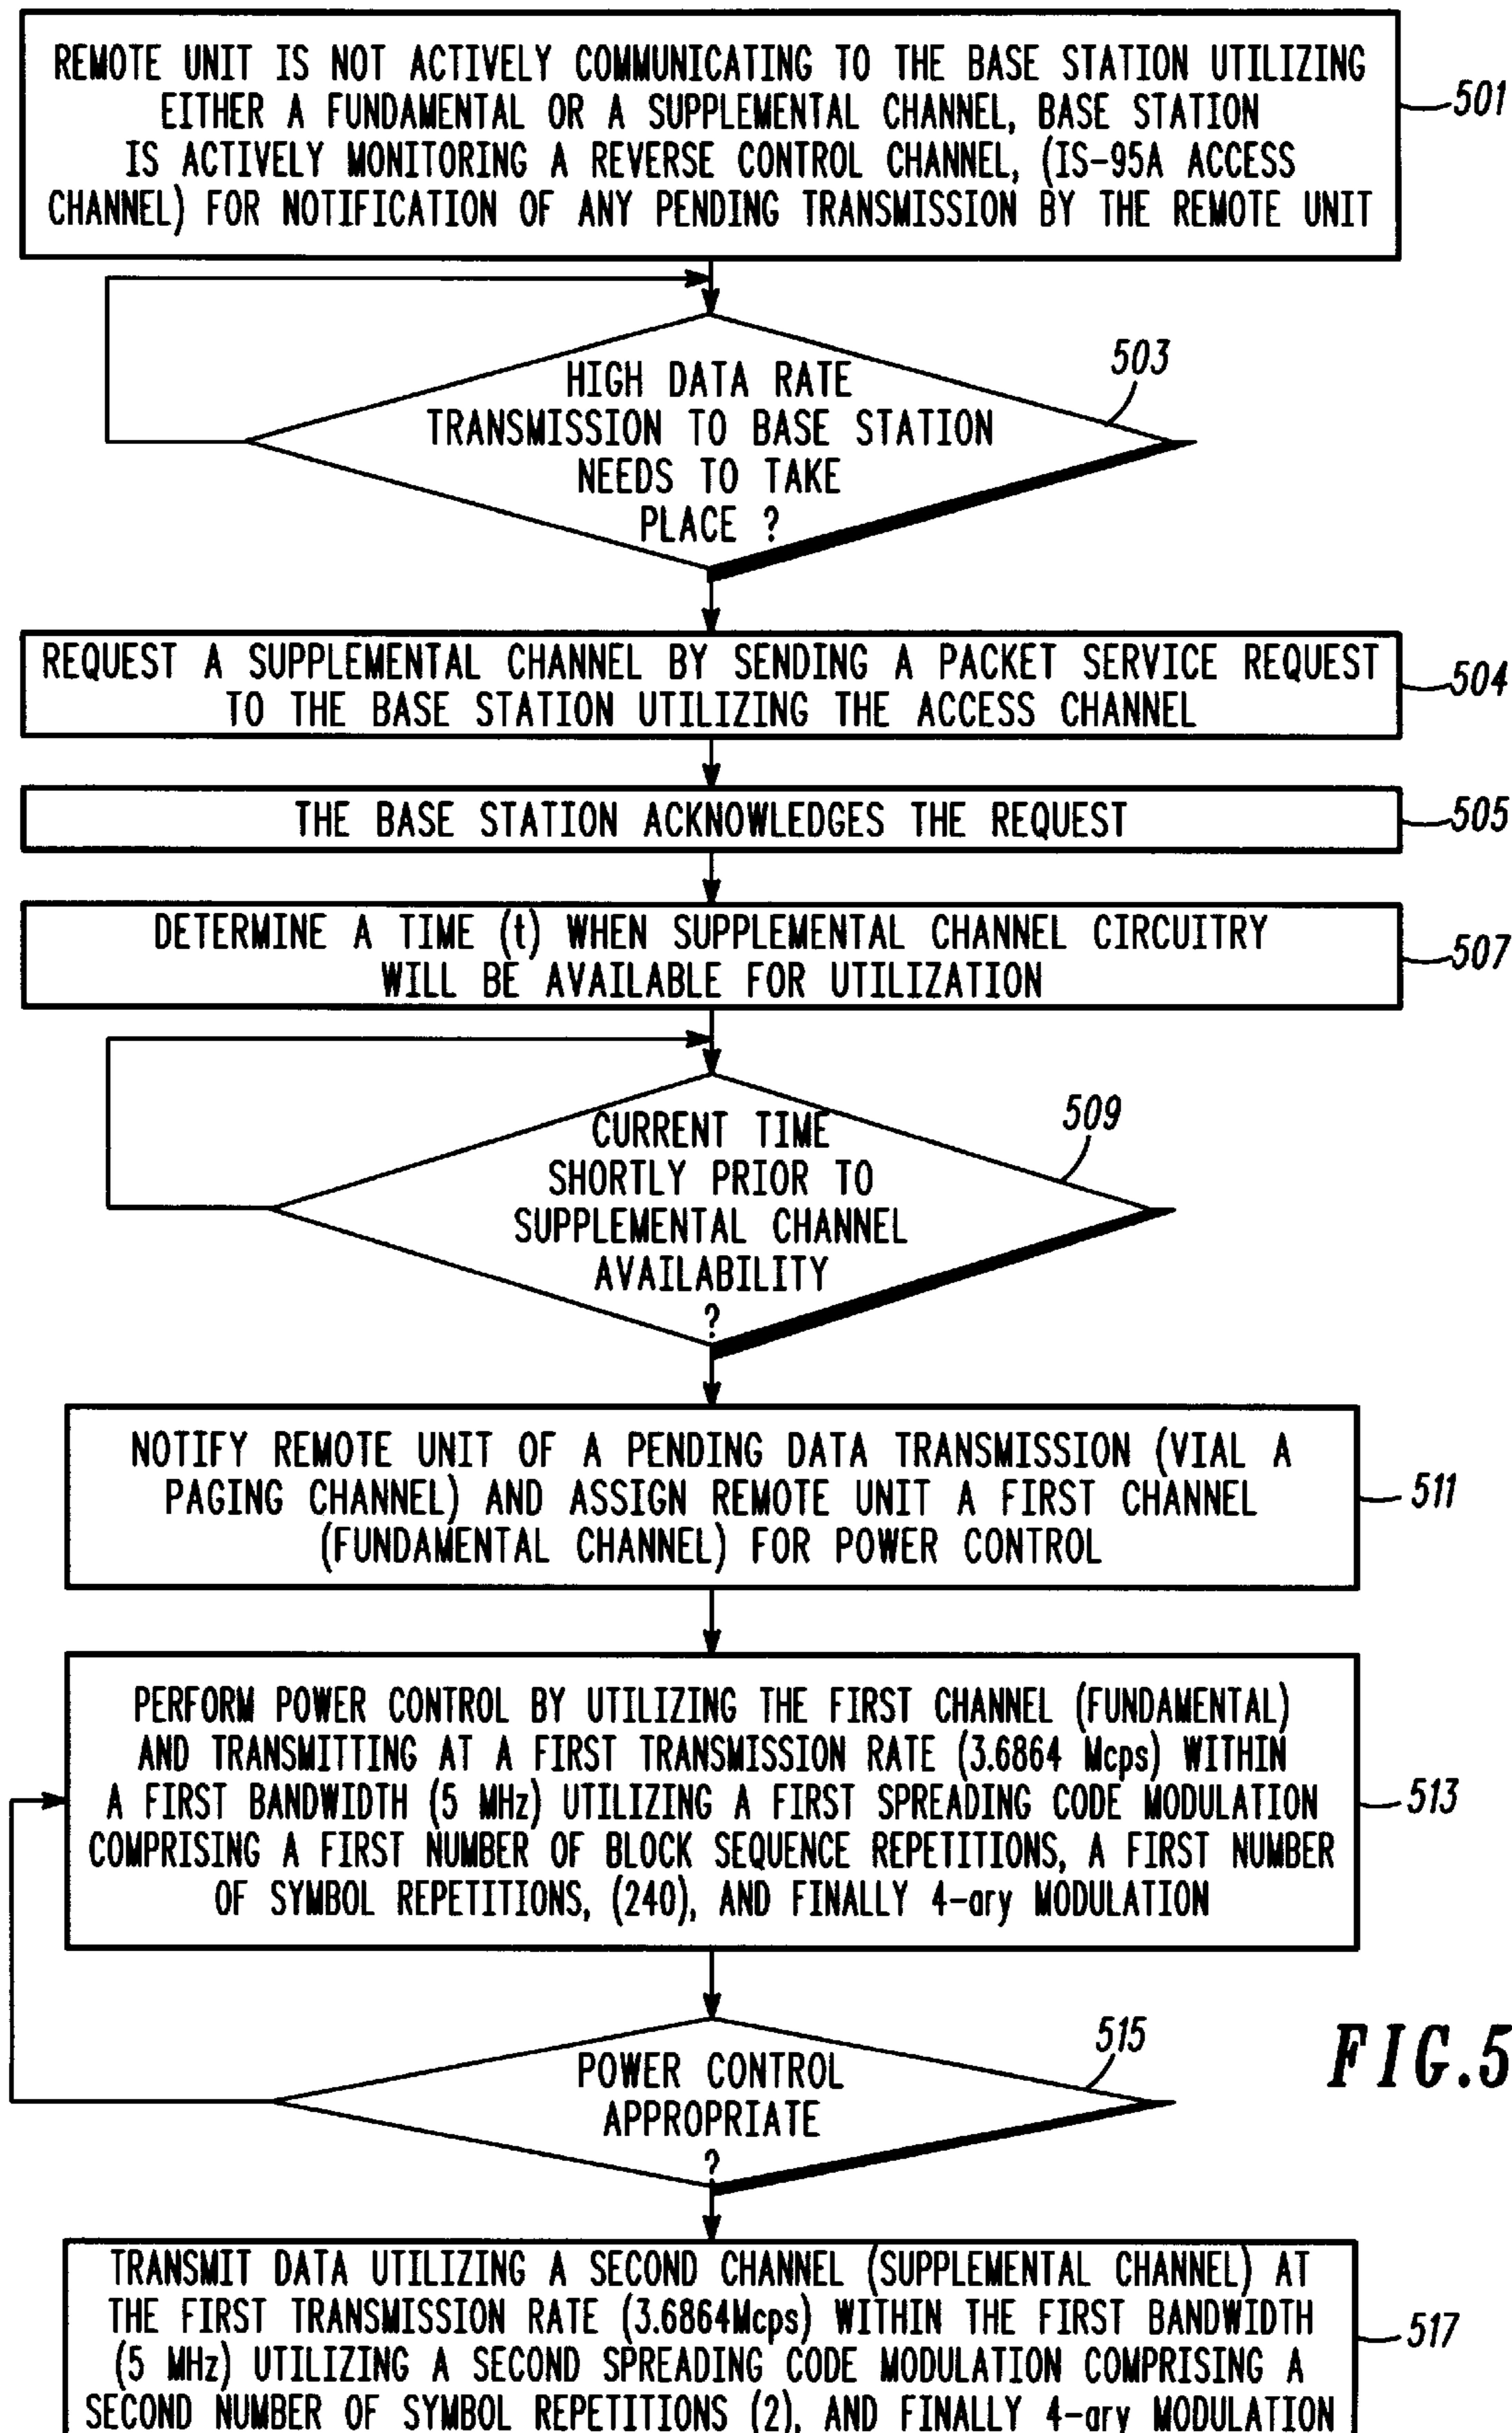 REMOTE UNIT IS NOT ACTIVELY COMMUNICATING TO THE BASE STATION UTILIZING
EITHER A FUNDAMENTAL OR A SUPPLEMENTAL CHANNEL, BASE STATION
IS ACTIVELY MONITORING A REVERSE CONTROL CHANNEL, (IS-95A ACCESS
CHANNEL) FOR NOTIFICATION OF ANY PENDING TRANSMISSION BY THE REMOTE UNIT
501
503
HIGH DATA RATE
TRANSMISSION TO BASE STATION
NEEDS TO TAKE
PLACE ?
REQUEST A SUPPLEMENTAL CHANNEL BY SENDING A PACKET SERVICE REQUEST
TO THE BASE STATION UTILIZING THE ACCESS CHANNEL
504
THE BASE STATION ACKNOWLEDGES THE REQUEST
505
DETERMINE A TIME (t) WHEN SUPPLEMENTAL CHANNEL CIRCUITRY
WILL BE AVAILABLE FOR UTILIZATION
507
509
CURRENT TIME
SHORTLY PRIOR TO
SUPPLEMENTAL CHANNEL
AVAILABILITY
?
NOTIFY REMOTE UNIT OF A PENDING DATA TRANSMISSION (VIAL A
PAGING CHANNEL) AND ASSIGN REMOTE UNIT A FIRST CHANNEL
(FUNDAMENTAL CHANNEL) FOR POWER CONTROL
511
PERFORM POWER CONTROL BY UTILIZING THE FIRST CHANNEL (FUNDAMENTAL)
AND TRANSMITTING AT A FIRST TRANSMISSION RATE (3.6864 Mcps) WITHIN
A FIRST BANDWIDTH (5 MHz) UTILIZING A FIRST SPREADING CODE MODULATION
COMPRISING A FIRST NUMBER OF BLOCK SEQUENCE REPETITIONS, A FIRST NUMBER
OF SYMBOL REPETITIONS, (240), AND FINALLY 4-ary MODULATION
513
515
POWER CONTROL
APPROPRIATE
?
FIG.5
TRANSMIT DATA UTILIZING A SECOND CHANNEL (SUPPLEMENTAL CHANNEL) AT
THE FIRST TRANSMISSION RATE (3.6864Mcps) WITHIN THE FIRST BANDWIDTH
(5 MHz) UTILIZING A SECOND SPREADING CODE MODULATION COMPRISING A
SECOND NUMBER OF SYMBOL REPETITIONS (2), AND FINALLY 4-ary MODULATION
517